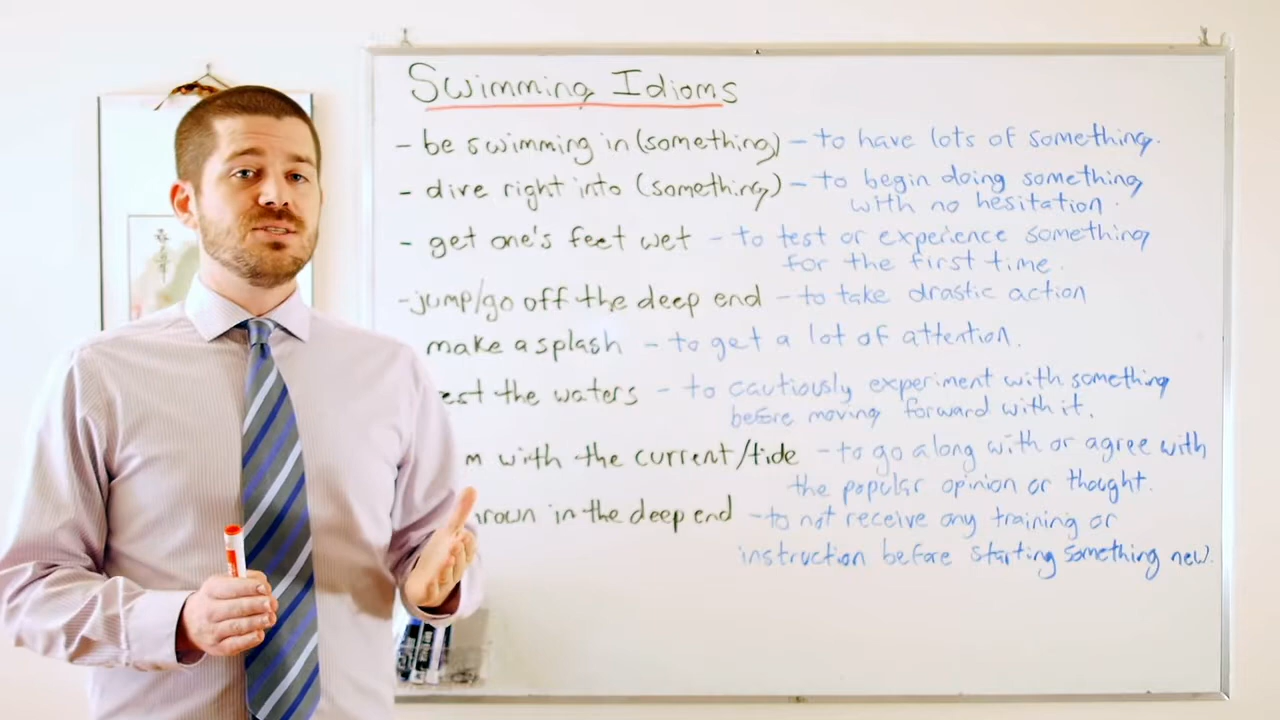 Swimming Idioms
- be swimming in (something) - to have lots of something.
- dive right into (something) - to begin doing something
with no hesitation.
- get one's feet wet - to test or experience something
for the first time.
- jump/go off the deep end - to take drastic action
make a splash - to get a lot of attention.
est the waters - to cautiously experiment with something
before moving forward with it.
m with the current/tide - to go along with or agree with
the popular opinion or thought.
hrown in the deep end - to not receive any training or
instruction before starting something new.